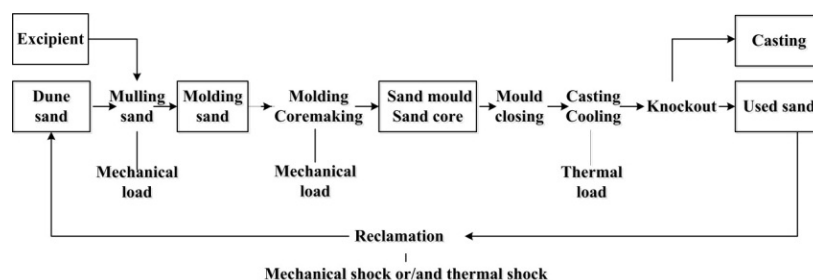 Excipient
Casting
Dune
sand
Mulling
sand
Molding
sand
Molding
Coremaking
Sand mould
Sand core
Mould
closing
Casting
Cooling
Knockout
Used sand
Mechanical
load
Mechanical
load
Thermal
load
Reclamation
Mechanical shock or/and thermal shock